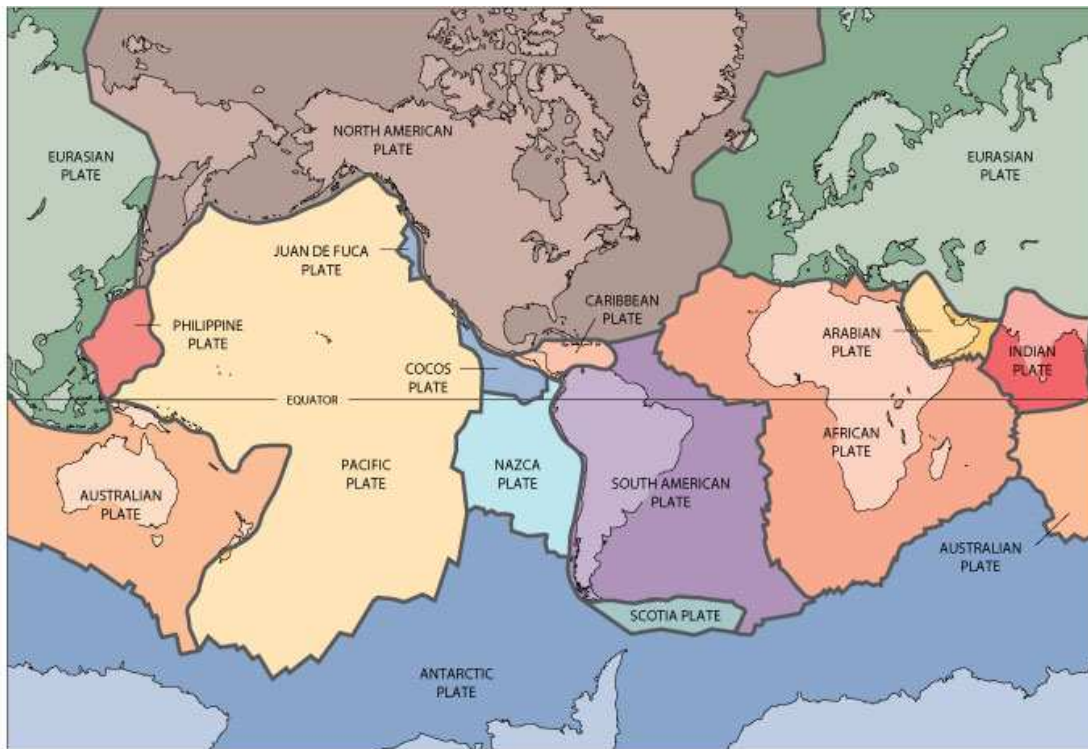 NORTH AMERICAN
PLATE
EURASIAN
PLATE
EURASIAN
PLATE
JUAN DE FUCA
PLATE
CARIBBEAN
PLATE
PHILIPPINE
PLATE
ARABIAN
PLATE
INDIAN
PLATE
COCOS
PLATE
EQUATOR
AFRICAN
PLATE
PACIFIC
PLATE
NAZCA
PLATE
SOUTH AMERICAN
PLATE
AUSTRALIAN
PLATE
AUSTRALIAN
PLATE
SCOTIA PLATE
ANTARCTIC
PLATE